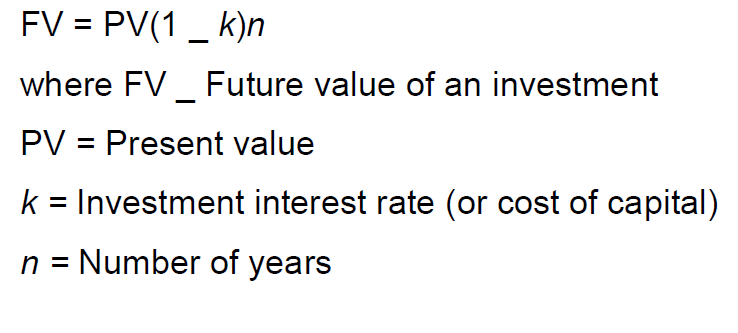 FV = PV(1 _ k)n
where FV _ Future value of an investment
PV = Present value
k = Investment interest rate (or cost of capital)
n = Number of years